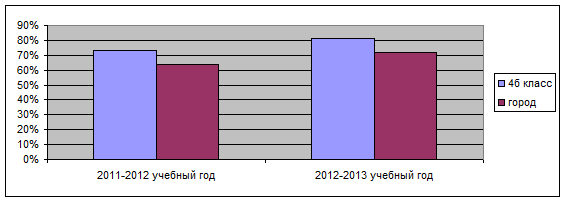 90%
80%
70%
60%
50%
40%
30%
20%
10%
0%
2011-2012 учебный год
2012-2013 учебный год
4б класс
город